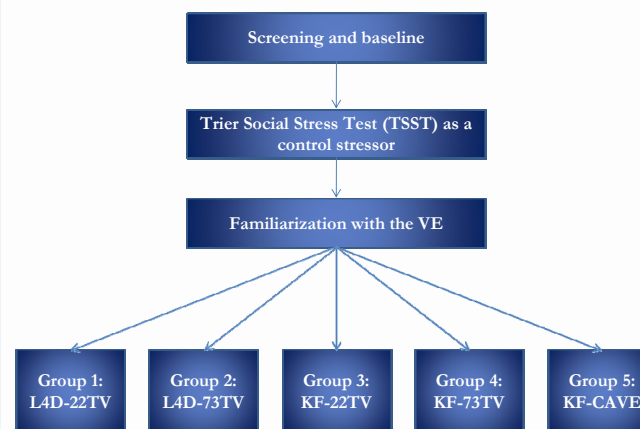 Screening and baseline
Trier Social Stress Test (TSST) as a
control stressor
Familiarization with the VE
Group 1:
L4D-22TV
Group 2:
L4D-73TV
Group 3:
KF-22TV
Group 4:
KF-73TV
Group 5:
KF-CAVE